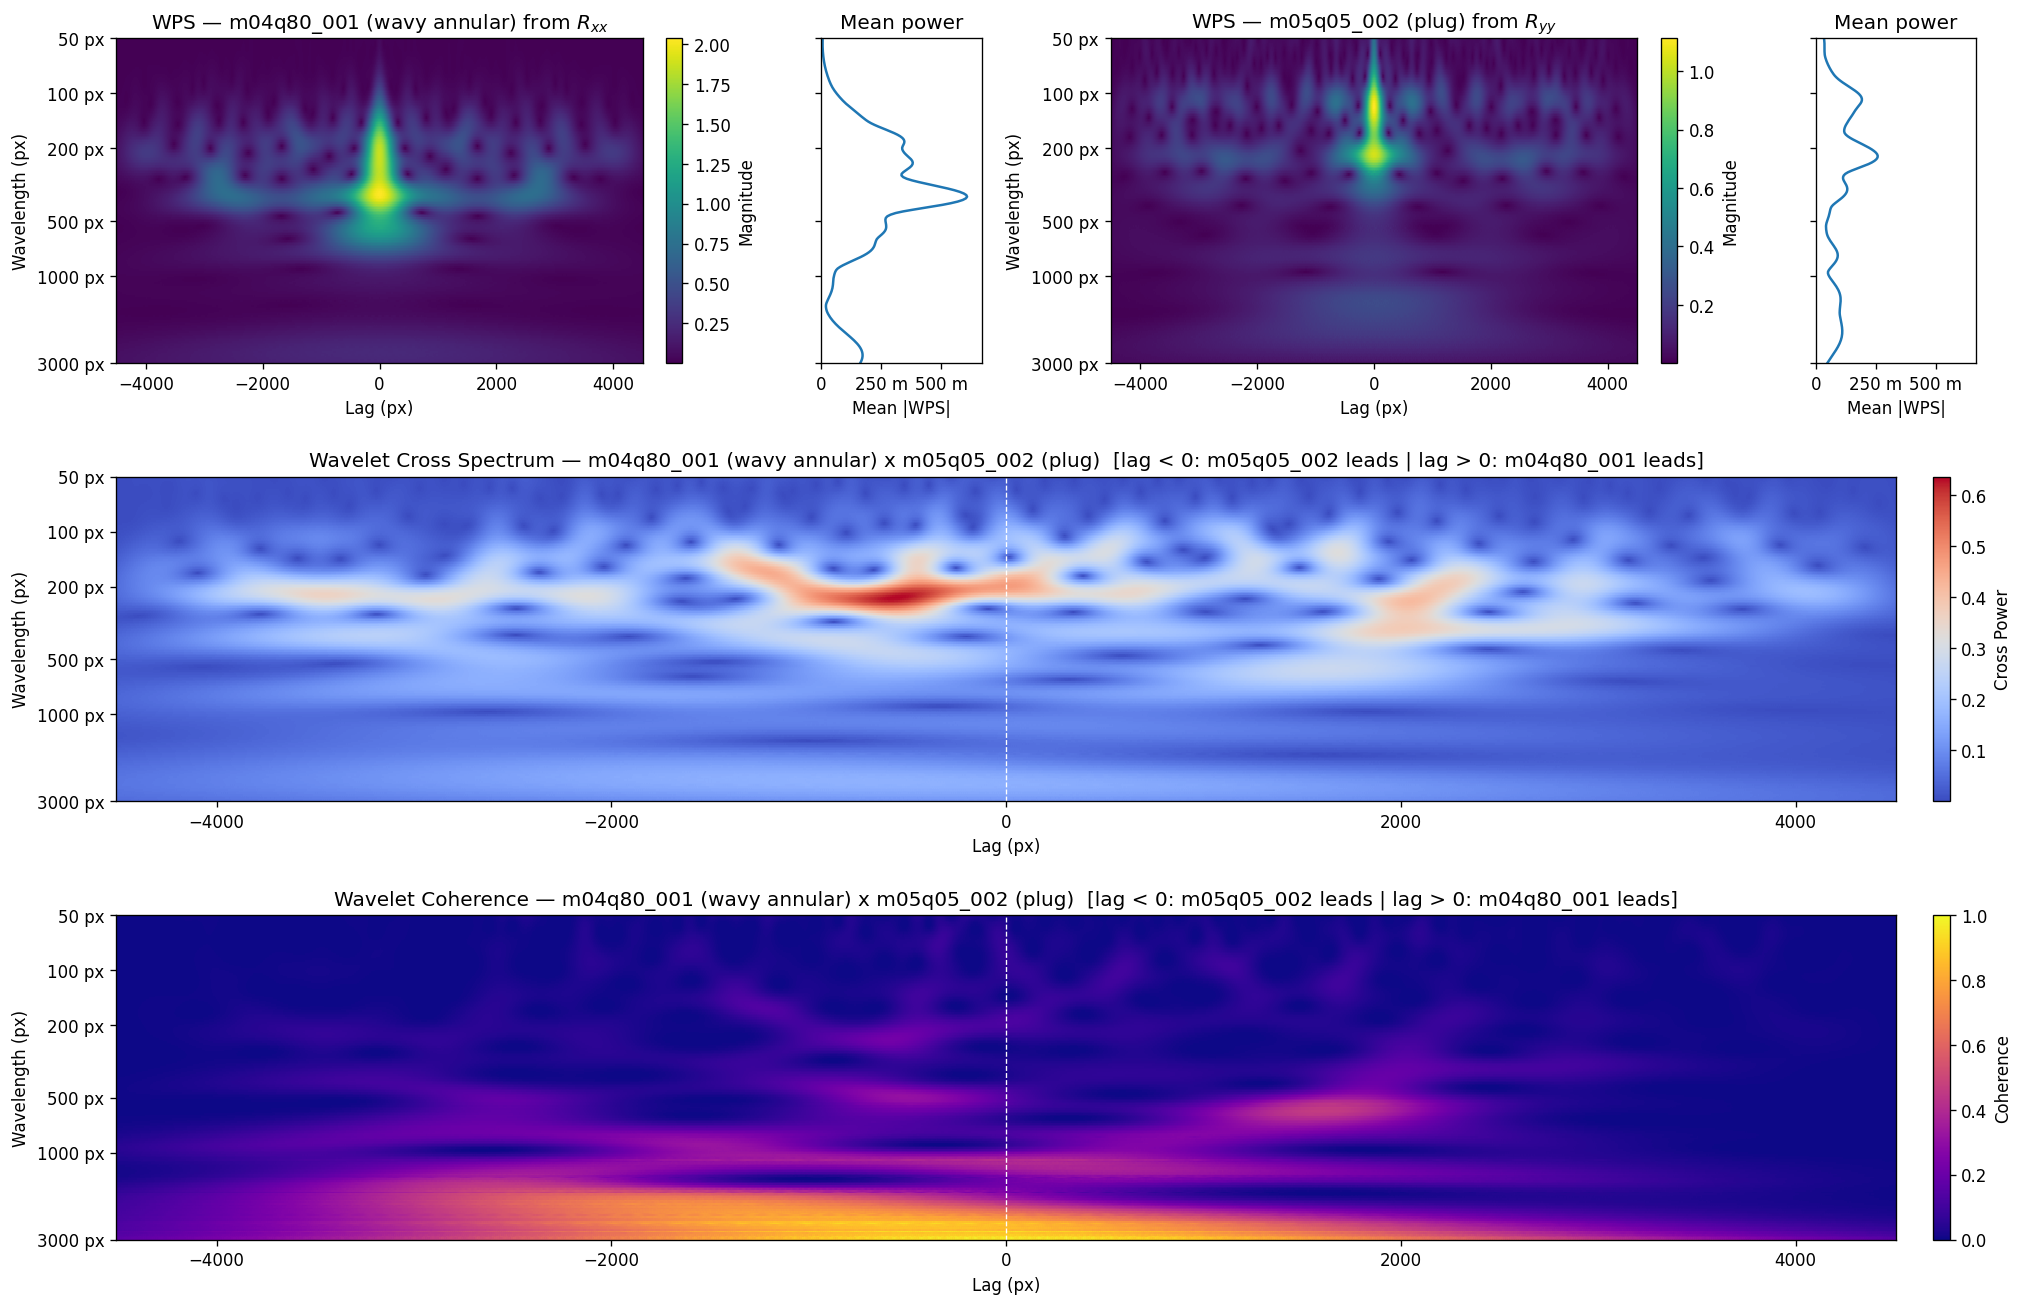 WPS — m04q80_001 (wavy annular) from $R_{xx}$
Mean power
WPS — m05q05_002 (plug) from $R_{yy}$
Mean power
Wavelength (px)
50 px
100 px
200 px
500 px
1000 px
3000 px
−4000 −2000 0 2000 4000
Lag (px)
2.00
1.75
1.50
1.25
1.00
0.75
0.50
0.25
Magnitude
0 250 m 500 m
Mean |WPS|
Wavelength (px)
50 px
100 px
200 px
500 px
1000 px
3000 px
−4000 −2000 0 2000 4000
Lag (px)
1.0
0.8
0.6
0.4
0.2
Magnitude
0 250 m 500 m
Mean |WPS|
Wavelet Cross Spectrum — m04q80_001 (wavy annular) x m05q05_002 (plug)  [lag < 0: m05q05_002 leads | lag > 0: m04q80_001 leads]
Wavelength (px)
50 px
100 px
200 px
500 px
1000 px
3000 px
−4000 −2000 0 2000 4000
Lag (px)
0.6
0.5
0.4
0.3
0.2
0.1
Cross Power
Wavelet Coherence — m04q80_001 (wavy annular) x m05q05_002 (plug)  [lag < 0: m05q05_002 leads | lag > 0: m04q80_001 leads]
Wavelength (px)
50 px
100 px
200 px
500 px
1000 px
3000 px
−4000 −2000 0 2000 4000
Lag (px)
1.0
0.8
0.6
0.4
0.2
0.0
Coherence